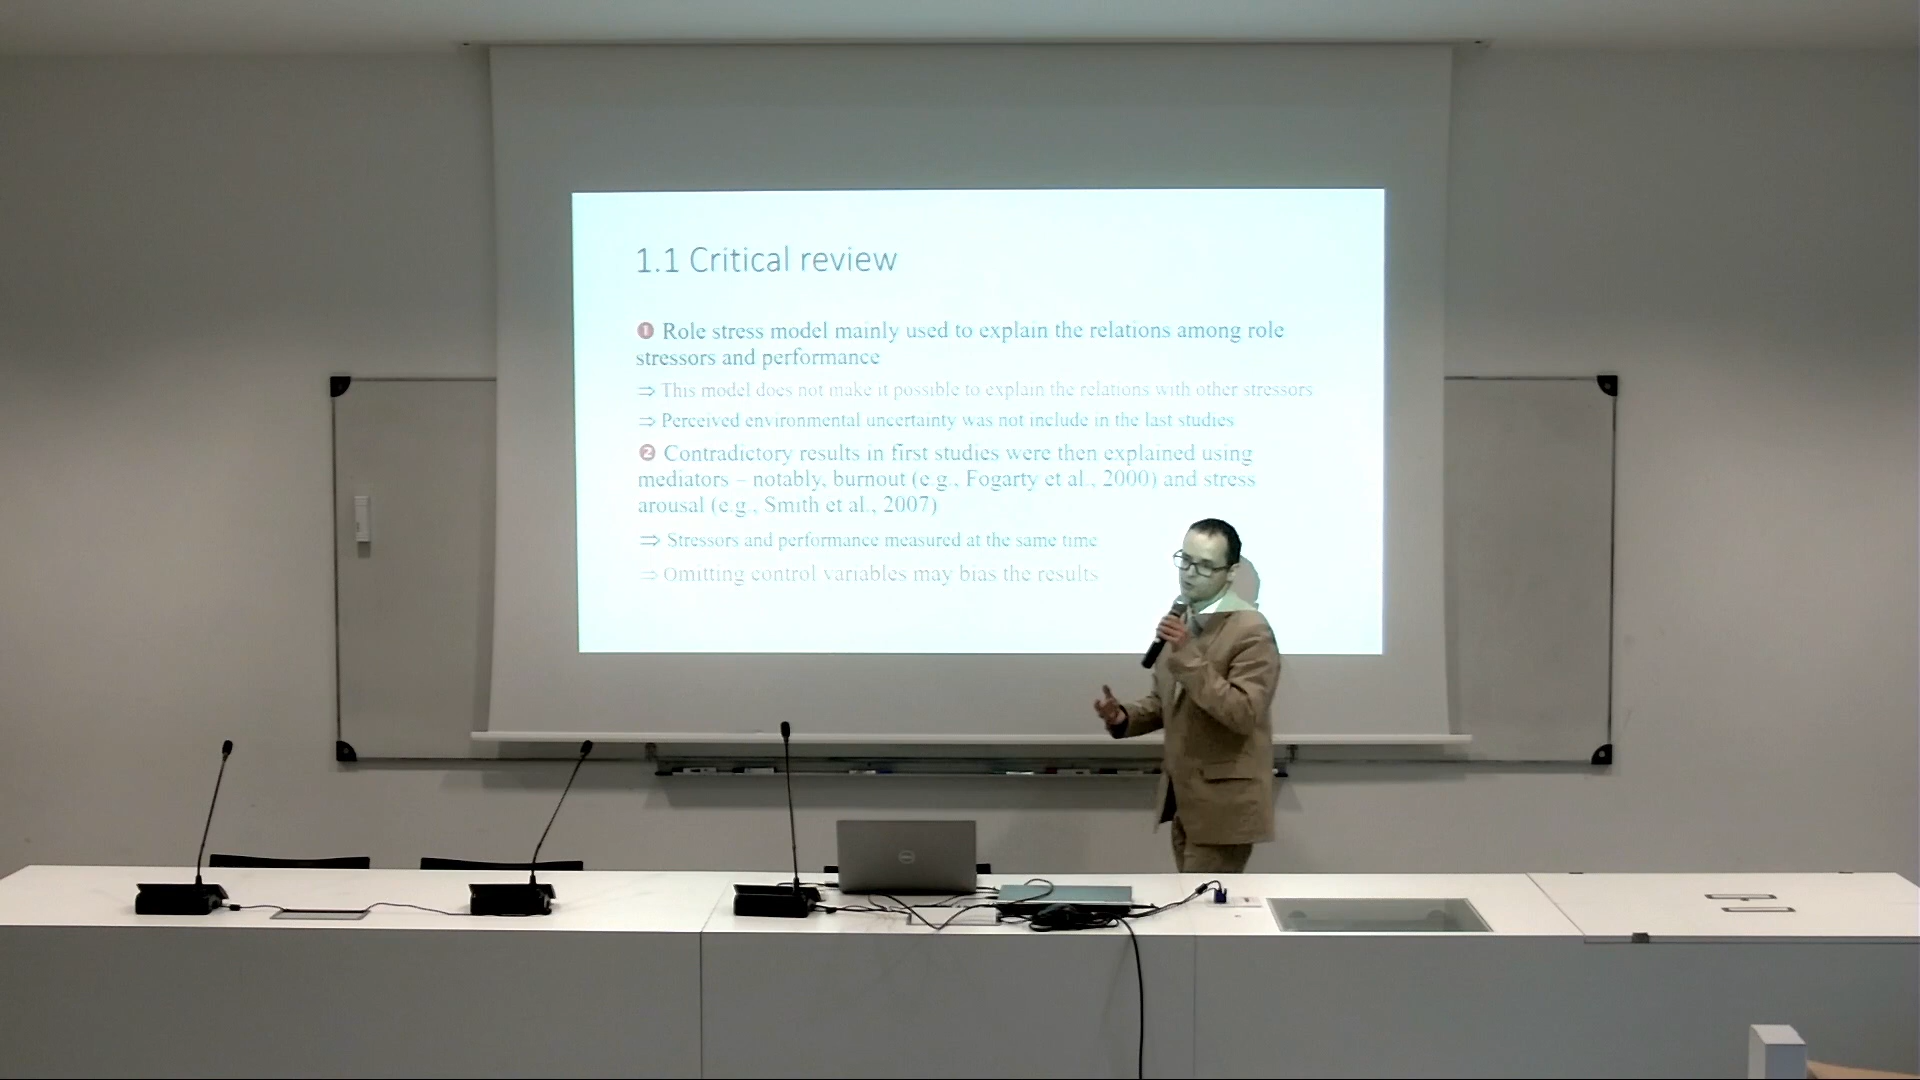 1.1 Critical review
❶ Role stress model mainly used to explain the relations among role
stressors and performance
⇒ This model does not make it possible to explain the relations with other stressors
⇒ Perceived environmental uncertainty was not include in the last studies
❷ Contradictory results in first studies were then explained using
mediators – notably, burnout (e.g., Fogarty et al., 2000) and stress
arousal (e.g., Smith et al., 2007)
⇒ Stressors and performance measured at the same time
⇒ Omitting control variables may bias the results
DELL